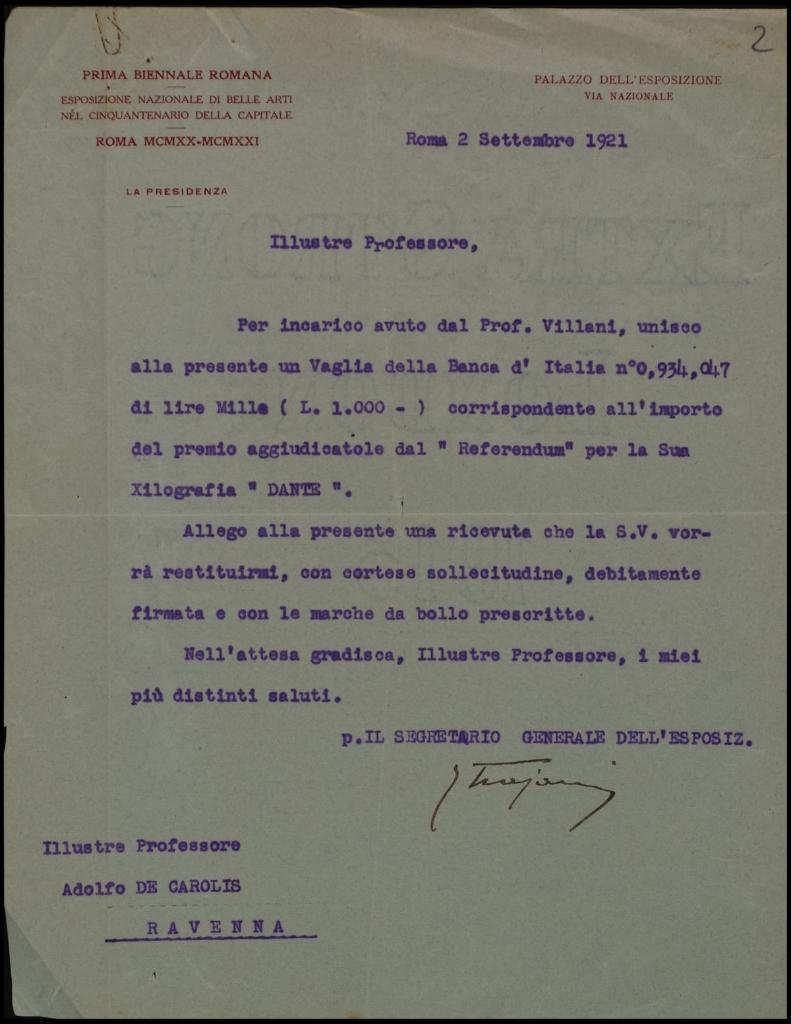 2
PRIMA BIENNALE ROMANA
ESPOSIZIONE NAZIONALE DI BELLE ARTI
NEL CINQUANTENARIO DELLA CAPITALE
ROMA MCMXX-MCMXXI
LA PRESIDENZA
PALAZZO DELL'ESPOSIZIONE
VIA NAZIONALE
Roma 2 Settembre 1921
Illustre Professore,
Per incarico avuto dal Prof. Villani, unisco
alla presente un Vaglia della Banca d' Italia n°0,934,047
di lire Mille ( L. 1.000 - ) corrispondente all'importo
del premio aggiudicatole dal " Referendum" per la Sua
Xilografia " DANTE ".
Allego alla presente una ricevuta che la S.V. vor-
rà restituirmi, con cortese sollecitudine, debitamente
firmata e con le marche da bollo prescritte.
Nell'attesa gradisca, Illustre Professore, i miei
più distinti saluti.
p.IL SEGRETARIO GENERALE DELL'ESPOSIZ.
Illustre Professore
Adolfo DE CAROLIS
RAVENNA